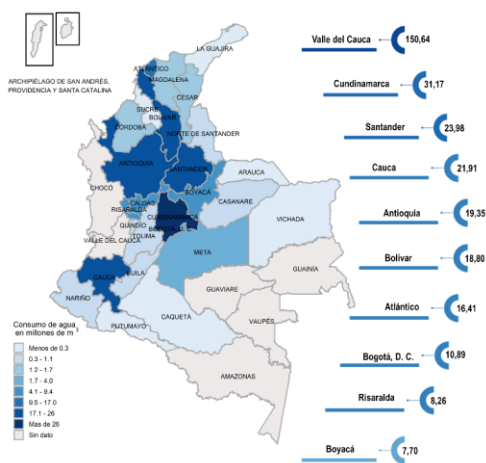 LA GUAJIRA
ATLÁNTICO
MAGDALENA
ARCHIPIÉLAGO DE SAN ANDRÉS,
PROVIDENCIA Y SANTA CATALINA
CESAR
SUCRE
BOLÍVAR
CÓRDOBA
NORTE DE SANTANDER
ANTIOQUIA
SANTANDER
ARAUCA
CHOCÓ
BOYACÁ
CALDAS
CASANARE
RISARALDA
CUNDINAMARCA
VICHADA
QUINDÍO
BOGOTÁ, D.C.
TOLIMA
VALLE DEL CAUCA
META
GUAINÍA
CAUCA
HUILA
GUAVIARE
NARIÑO
CAQUETÁ
VAUPÉS
PUTUMAYO
AMAZONAS
Consumo de agua
en millones de m³
Menos de 0.3
0.3 - 1.1
1.2 - 1.7
1.7 - 4.0
4.1 - 9.4
9.5 - 17.0
17.1 - 26
Mas de 26
Sin dato
Valle del Cauca 150,64
Cundinamarca 31,17
Santander 23,98
Cauca 21,91
Antioquia 19,35
Bolívar 18,80
Atlántico 16,41
Bogotá, D. C. 10,89
Risaralda 8,26
Boyacá 7,70